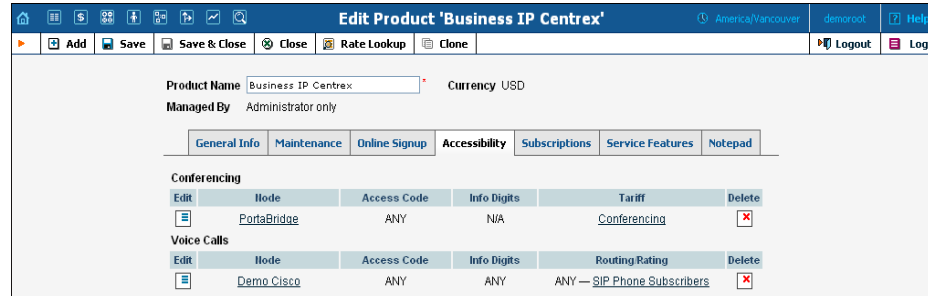 Edit Product 'Business IP Centrex' America/Vancouver demoroot Help
Add Save Save & Close Close Rate Lookup Clone Logout Log
Product Name Business IP Centrex * Currency USD
Managed By Administrator only
General Info Maintenance Online Signup Accessibility Subscriptions Service Features Notepad
Conferencing
Edit Node Access Code Info Digits Tariff Delete
PortaBridge ANY N/A Conferencing
Voice Calls
Edit Node Access Code Info Digits Routing/Rating Delete
Demo Cisco ANY ANY ANY — SIP Phone Subscribers